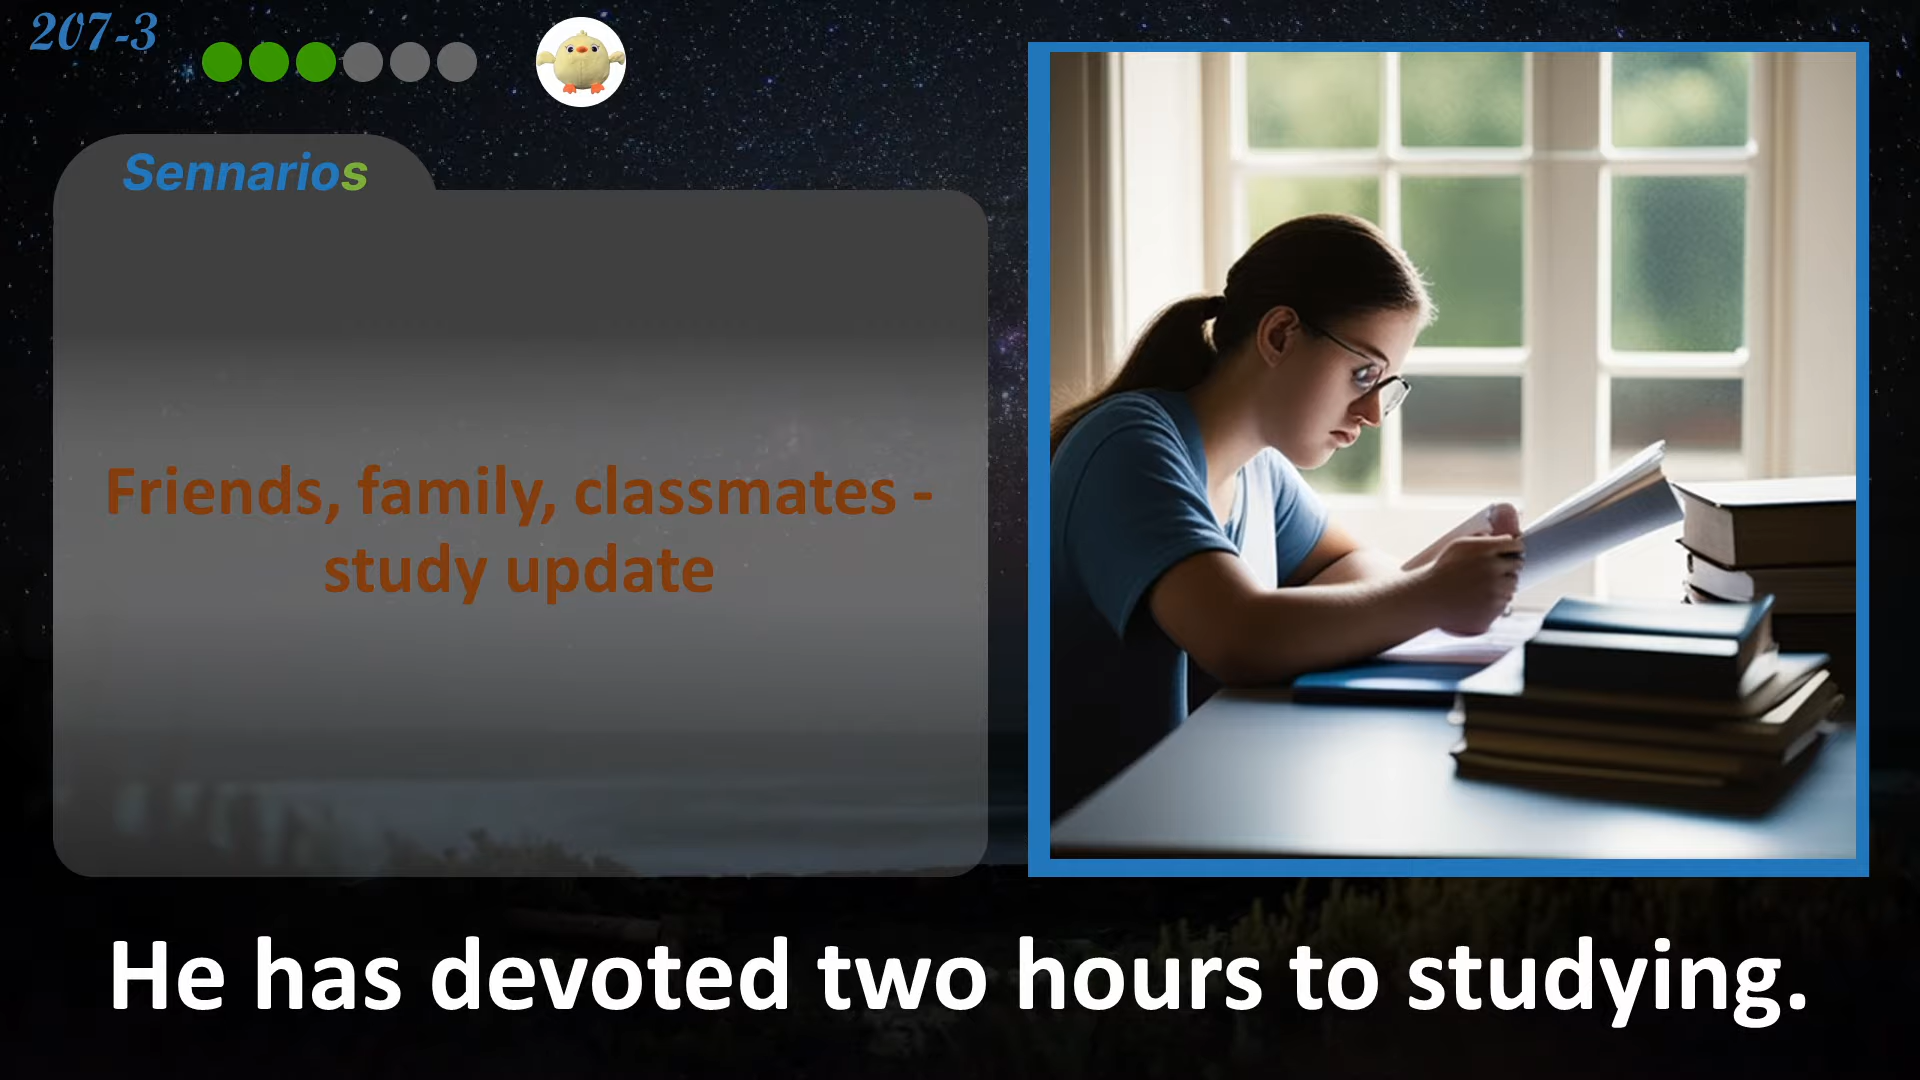 207-3
Sennarios
Friends, family, classmates -
study update
He has devoted two hours to studying.